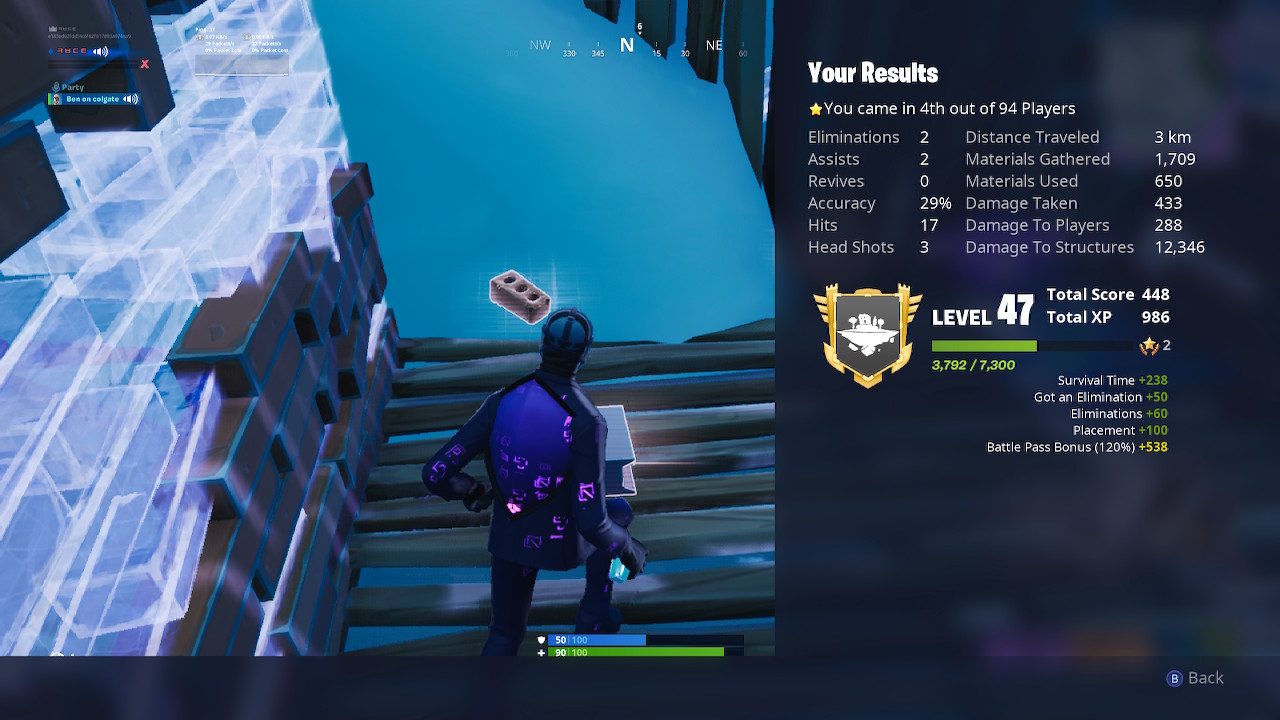 Party
Ben on colgate
NW 330 345 N 15 30 NE 60
6
Your Results
You came in 4th out of 94 Players
Eliminations 2 Distance Traveled 3 km
Assists 2 Materials Gathered 1,709
Revives 0 Materials Used 650
Accuracy 29% Damage Taken 433
Hits 17 Damage To Players 288
Head Shots 3 Damage To Structures 12,346
LEVEL 47
Total Score 448
Total XP 986
2
3,792 / 7,300
Survival Time +238
Got an Elimination +50
Eliminations +60
Placement +100
Battle Pass Bonus (120%) +538
50 | 100
90 | 100
B Back